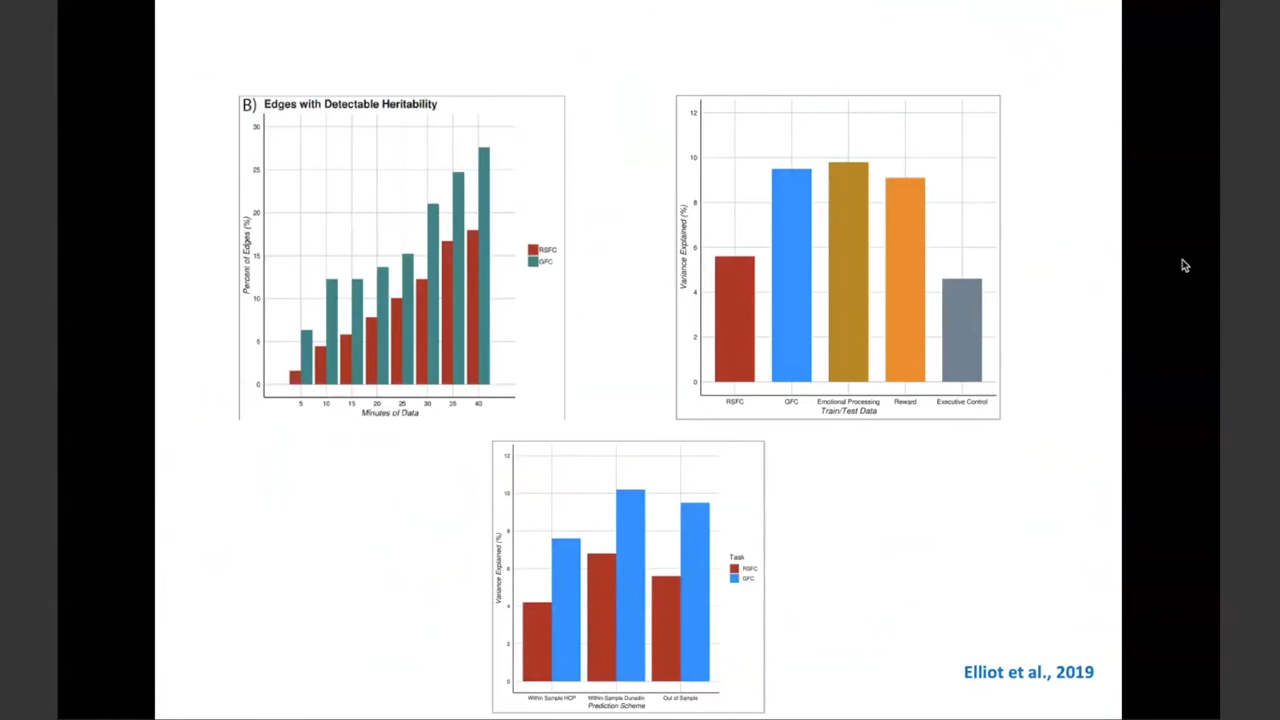 B) Edges with Detectable Heritability
30
25
20
15
10
5
0
Percent of Edges (%)
5 10 15 20 25 30 35 40
Minutes of Data
RSFC
GFC
12
10
8
6
4
2
0
Variance Explained (%)
RSFC GFC Emotional Processing Reward Executive Control
Train/Test Data
12
10
8
6
4
2
0
Variance Explained (%)
Within Sample HCP Within Sample Dunedin Out of Sample
Prediction Scheme
Task
RSFC
GFC
Elliot et al., 2019